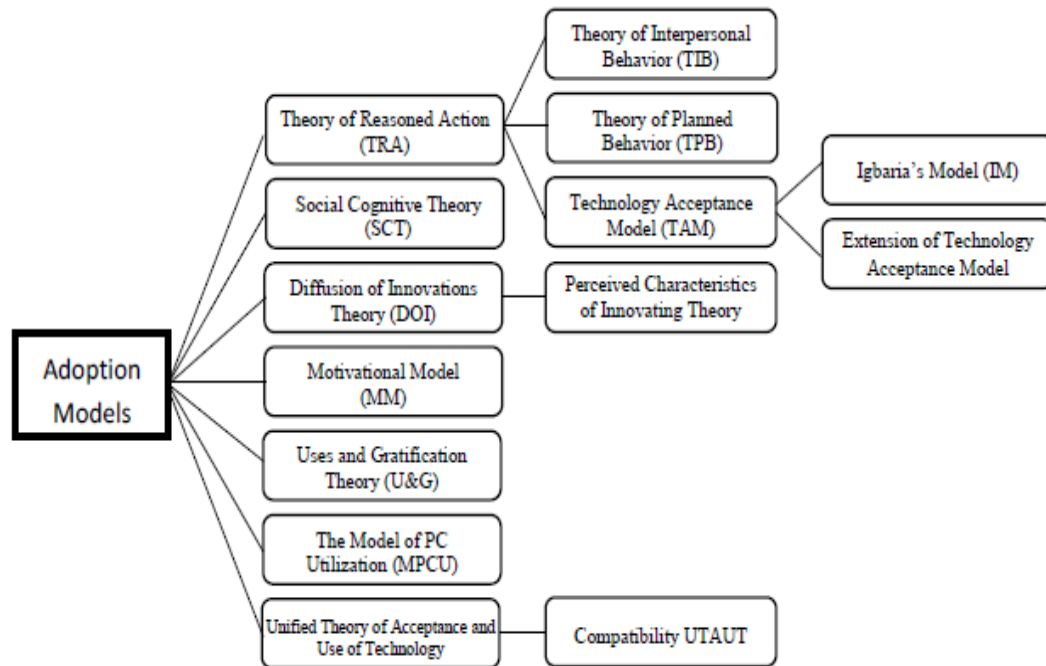 Adoption
Models
Theory of Reasoned Action
(TRA)
Social Cognitive Theory
(SCT)
Diffusion of Innovations
Theory (DOI)
Motivational Model
(MM)
Uses and Gratification
Theory (U&G)
The Model of PC
Utilization (MPCU)
Unified Theory of Acceptance and
Use of Technology
Theory of Interpersonal
Behavior (TIB)
Theory of Planned
Behavior (TPB)
Technology Acceptance
Model (TAM)
Perceived Characteristics
of Innovating Theory
Compatibility UTAUT
Igbaria's Model (IM)
Extension of Technology
Acceptance Model